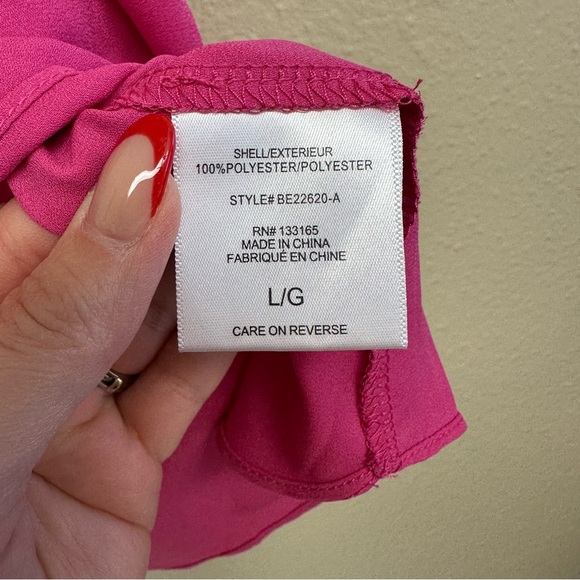 SHELL/EXTERIEUR
100%POLYESTER/POLYESTER
STYLE# BE22620-A
RN# 133165
MADE IN CHINA
FABRIQUÉ EN CHINE
L/G
CARE ON REVERSE